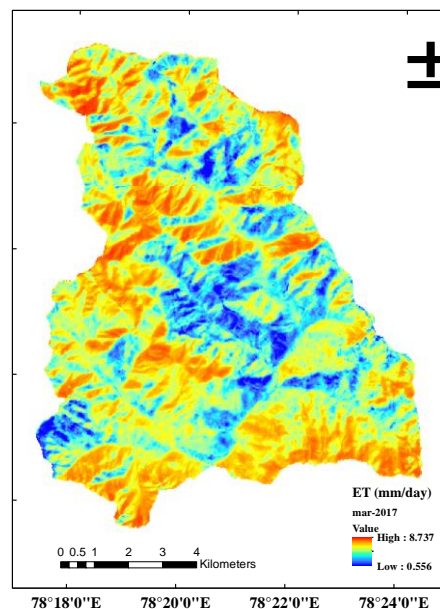 ET (mm/day)
mar-2017
Value
High : 8.737
Low : 0.556
0 0.5 1 2 3 4
Kilometers
78°18'0"E 78°20'0"E 78°22'0"E 78°24'0"E